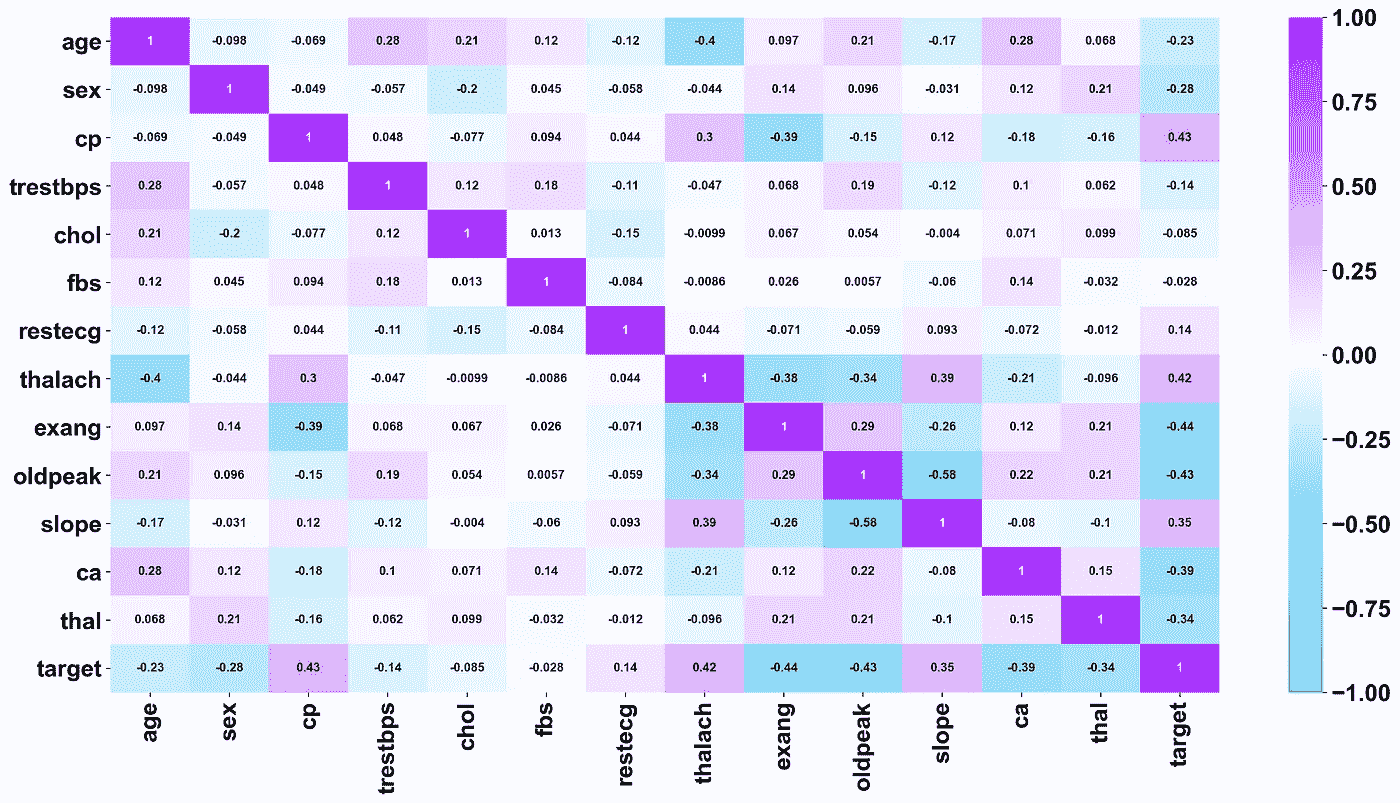 age 1 -0.098 -0.069 0.28 0.21 0.12 -0.12 -0.4 0.097 0.21 -0.17 0.28 0.068 -0.23
sex -0.098 1 -0.049 -0.057 -0.2 0.045 -0.058 -0.044 0.14 0.096 -0.031 0.12 0.21 -0.28
cp -0.069 -0.049 1 0.048 -0.077 0.094 0.044 0.3 -0.39 -0.15 0.12 -0.18 -0.16 0.43
trestbps 0.28 -0.057 0.048 1 0.12 0.18 -0.11 -0.047 0.068 0.19 -0.12 0.1 0.062 -0.14
chol 0.21 -0.2 -0.077 0.12 1 0.013 -0.15 -0.0099 0.067 0.054 -0.004 0.071 0.099 -0.085
fbs 0.12 0.045 0.094 0.18 0.013 1 -0.084 -0.0086 0.026 0.0057 -0.06 0.14 -0.032 -0.028
restecg -0.12 -0.058 0.044 -0.11 -0.15 -0.084 1 0.044 -0.071 -0.059 0.093 -0.072 -0.012 0.14
thalach -0.4 -0.044 0.3 -0.047 -0.0099 -0.0086 0.044 1 -0.38 -0.34 0.39 -0.21 -0.096 0.42
exang 0.097 0.14 -0.39 0.068 0.067 0.026 -0.071 -0.38 1 0.29 -0.26 0.12 0.21 -0.44
oldpeak 0.21 0.096 -0.15 0.19 0.054 0.0057 -0.059 -0.34 0.29 1 -0.58 0.22 0.21 -0.43
slope -0.17 -0.031 0.12 -0.12 -0.004 -0.06 0.093 0.39 -0.26 -0.58 1 -0.08 -0.1 0.35
ca 0.28 0.12 -0.18 0.1 0.071 0.14 -0.072 -0.21 0.12 0.22 -0.08 1 0.15 -0.39
thal 0.068 0.21 -0.16 0.062 0.099 -0.032 -0.012 -0.096 0.21 0.21 -0.1 0.15 1 -0.34
target -0.23 -0.28 0.43 -0.14 -0.085 -0.028 0.14 0.42 -0.44 -0.43 0.35 -0.39 -0.34 1
age sex cp trestbps chol fbs restecg thalach exang oldpeak slope ca thal target
1.00
0.75
0.50
0.25
0.00
−0.25
−0.50
−0.75
−1.00